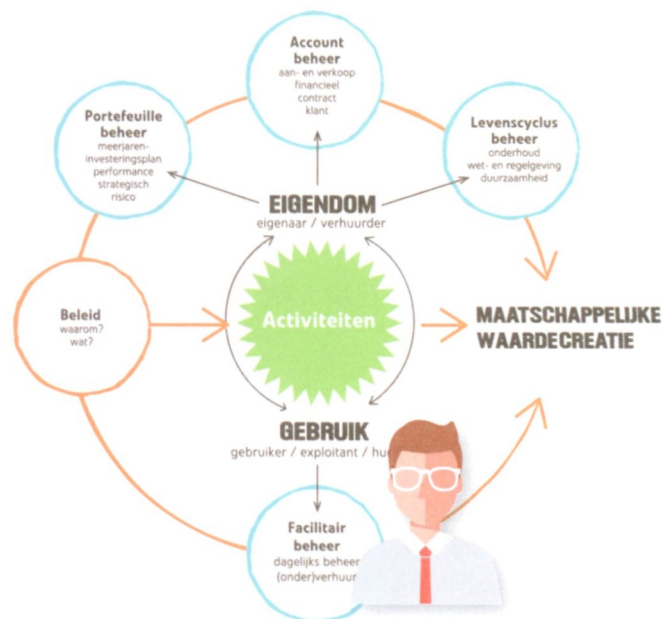 Account
beheer
aan- en verkoop
financieel
contract
klant
Portefeuille
beheer
meerjaren-
investeringsplan
performance
strategisch
risico
Levenscyclus
beheer
onderhoud
wet- en regelgeving
duurzaamheid
EIGENDOM
eigenaar / verhuurder
Beleid
waarom?
wat?
Activiteiten
MAATSCHAPPELIJKE
WAARDECREATIE
GEBRUIK
gebruiker / exploitant /
Facilitair
beheer
dagelijks beheer
(onder)verhuur